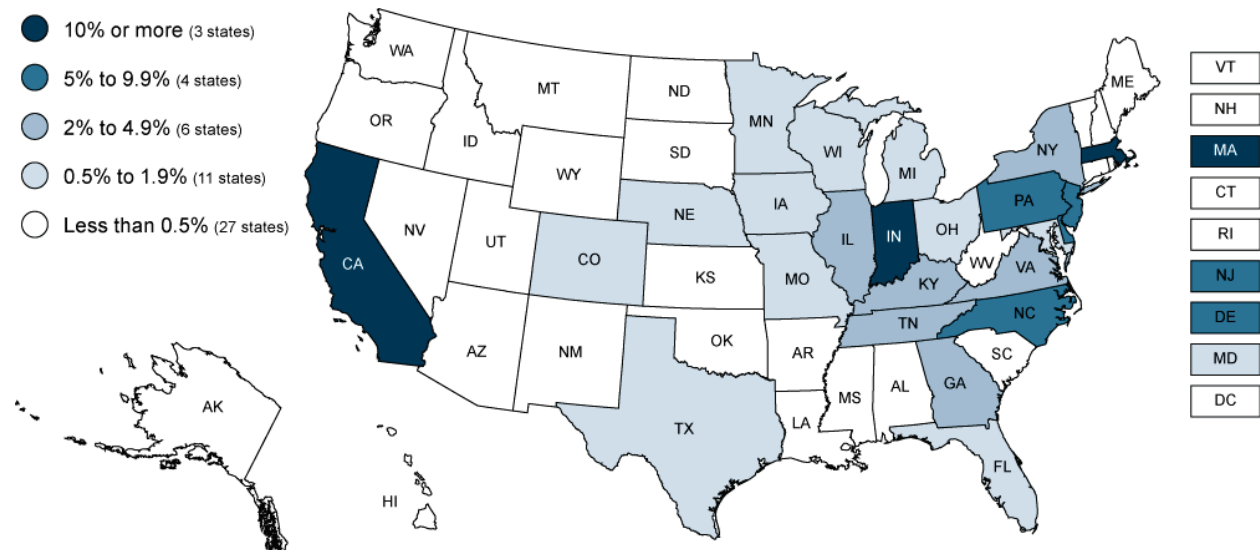 10% or more (3 states)
5% to 9.9% (4 states)
2% to 4.9% (6 states)
0.5% to 1.9% (11 states)
Less than 0.5% (27 states)
WA
MT
ND
MN
ME
OR
ID
SD
WI
MI
NY
WY
NE
IA
PA
NV
UT
CO
IL
IN
OH
CA
KS
MO
WV
VA
KY
NC
TN
AZ
NM
OK
AR
SC
MS
AL
GA
LA
TX
FL
AK
HI
VT
NH
MA
CT
RI
NJ
DE
MD
DC